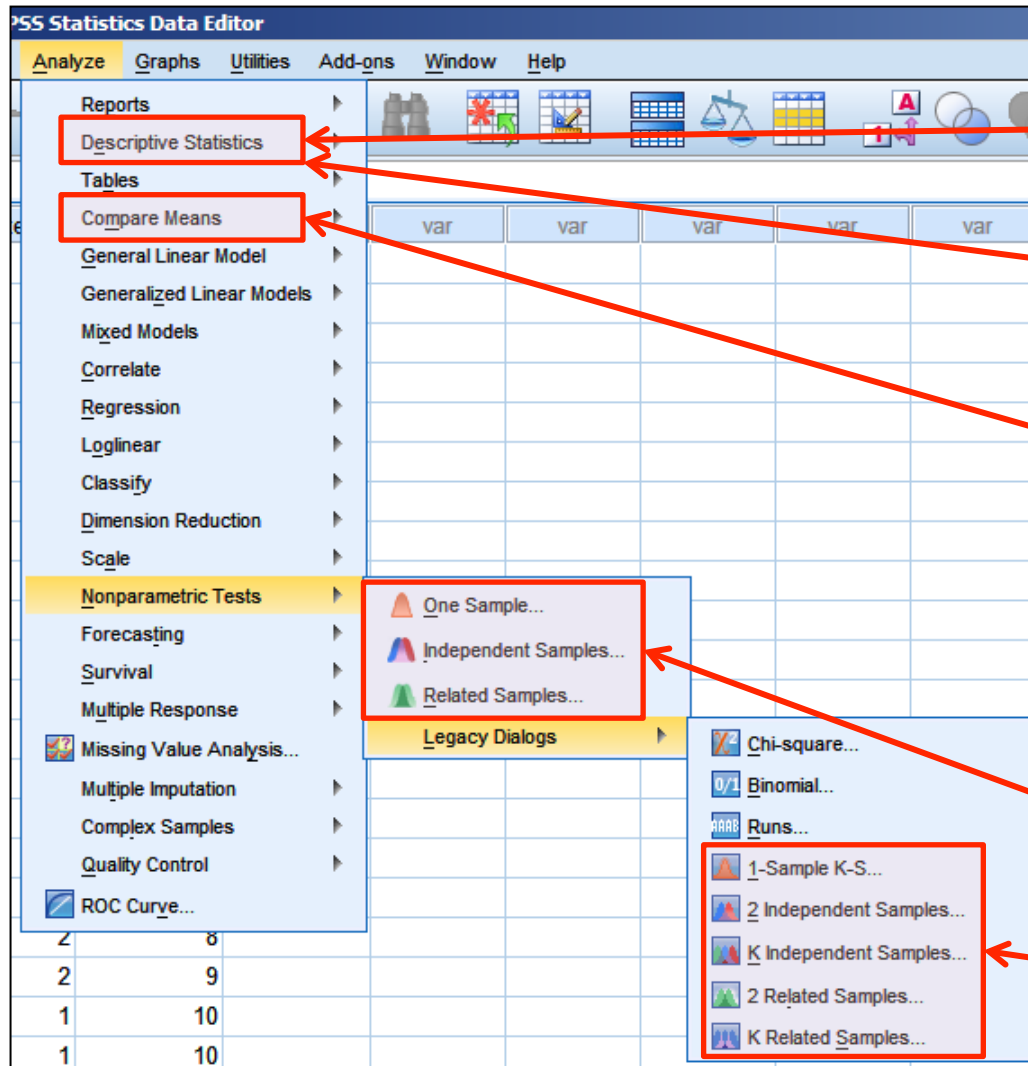 PSS Statistics Data Editor
Analyze Graphs Utilities Add-ons Window Help
Reports
Descriptive Statistics
Tables
Compare Means
var var var var var
General Linear Model
Generalized Linear Models
Mixed Models
Correlate
Regression
Loglinear
Classify
Dimension Reduction
Scale
Nonparametric Tests
One Sample...
Independent Samples...
Related Samples...
Legacy Dialogs
Chi-square...
0/1 Binomial...
AAAB Runs...
1-Sample K-S...
2 Independent Samples...
K Independent Samples...
2 Related Samples...
K Related Samples...
Forecasting
Survival
Multiple Response
Missing Value Analysis...
Multiple Imputation
Complex Samples
Quality Control
ROC Curve...
2 8
2 9
1 10
1 10